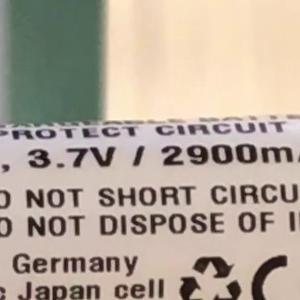 PROTECT CIRCUIT
, 3.7V / 2900m
NOT SHORT CIRCU
NOT DISPOSE OF
Germany
Japan cell